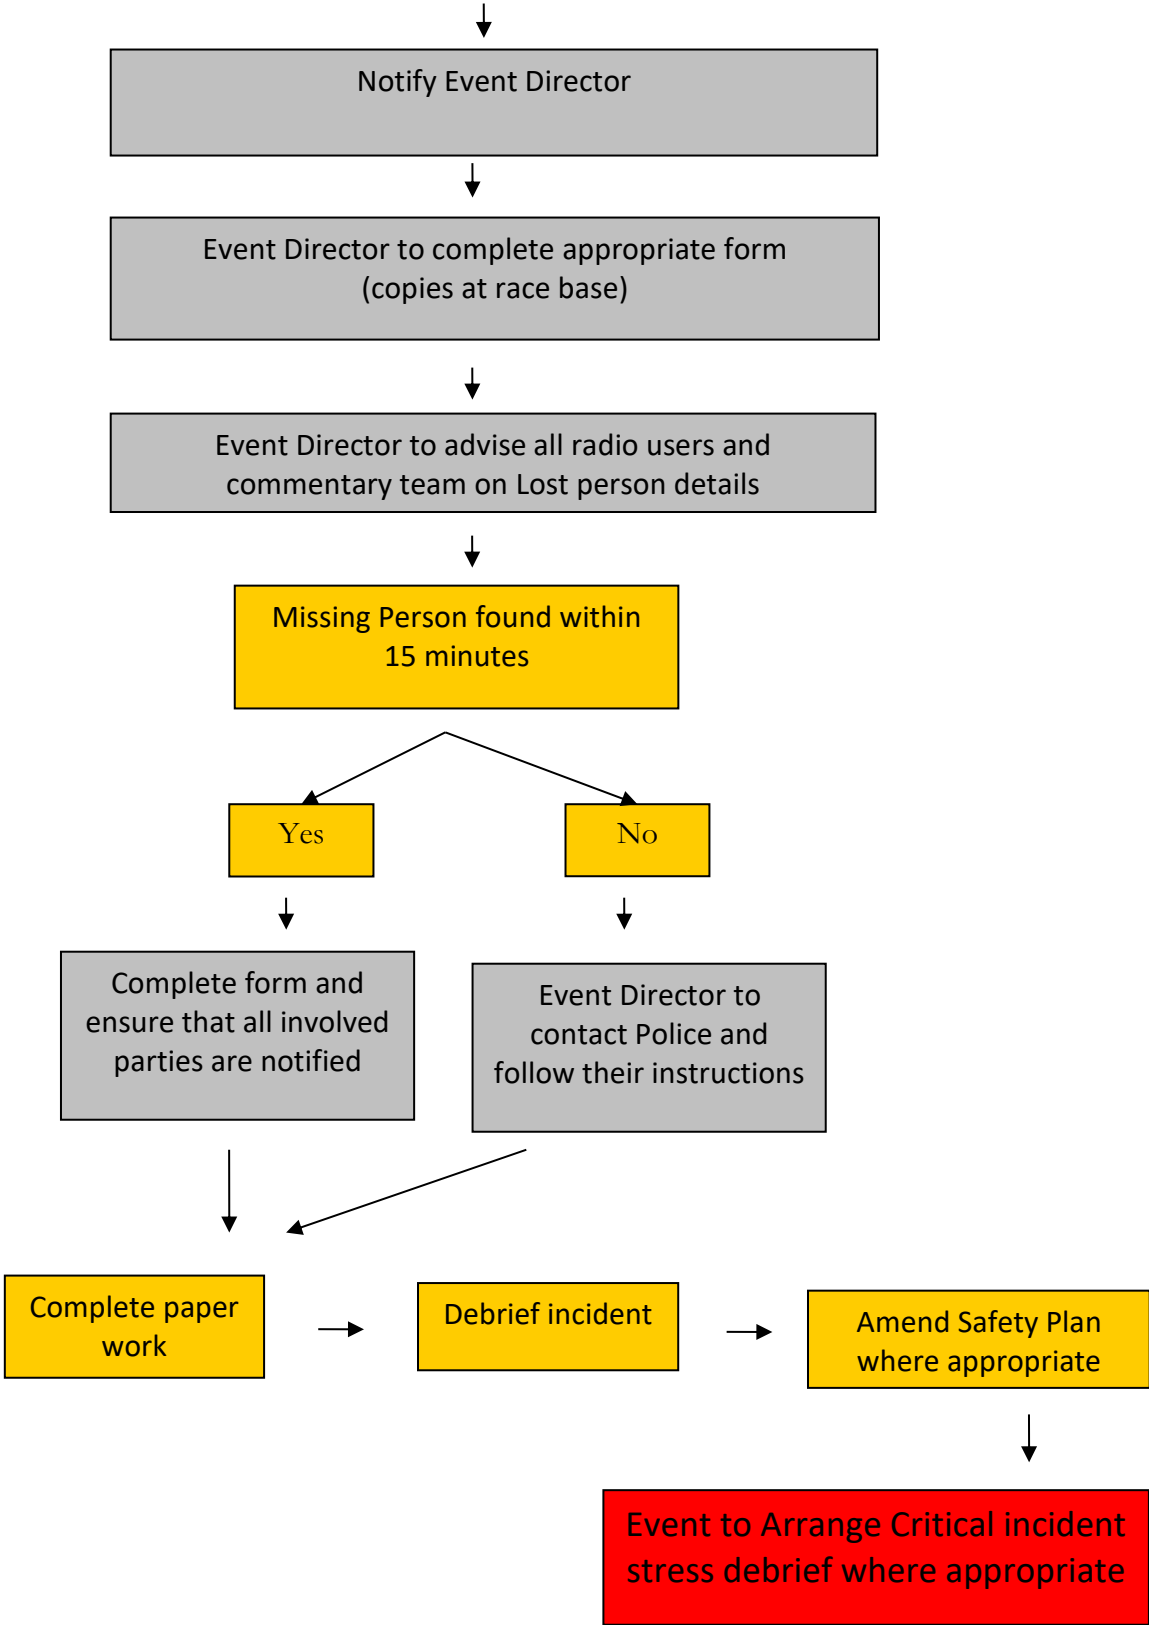 Notify Event Director
Event Director to complete appropriate form
(copies at race base)
Event Director to advise all radio users and
commentary team on Lost person details
Missing Person found within
15 minutes
Yes
No
Complete form and
ensure that all involved
parties are notified
Event Director to
contact Police and
follow their instructions
Complete paper
work
Debrief incident
Amend Safety Plan
where appropriate
Event to Arrange Critical incident
stress debrief where appropriate